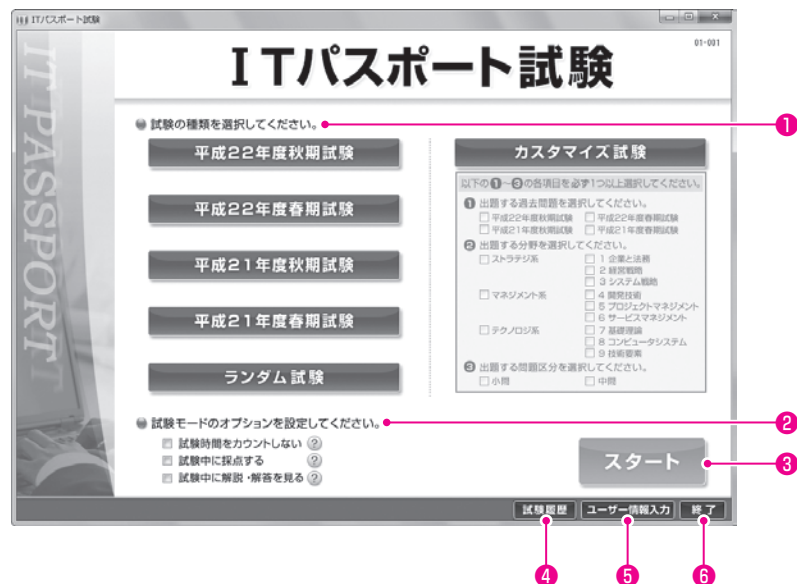 ITパスポート試験
01-001
IT PASSPORT
ITパスポート試験
試験の種類を選択してください。
❶
平成22年度秋期試験
平成22年度春期試験
平成21年度秋期試験
平成21年度春期試験
ランダム試験
カスタマイズ試験
以下の❶～❸の各項目を必ず1つ以上選択してください。
❶ 出題する過去問題を選択してください。
平成22年度秋期試験 平成22年度春期試験
平成21年度秋期試験 平成21年度春期試験
❷ 出題する分野を選択してください。
ストラテジ系 1 企業と法務
2 経営戦略
3 システム戦略
マネジメント系 4 開発技術
5 プロジェクトマネジメント
6 サービスマネジメント
テクノロジ系 7 基礎理論
8 コンピュータシステム
9 技術要素
❸ 出題する問題区分を選択してください。
小問 中問
試験モードのオプションを設定してください。
❷
試験時間をカウントしない ?
試験中に採点する ?
試験中に解説・解答を見る ?
スタート
❸
試験履歴 ユーザー情報入力 終了
❹ ❺ ❻